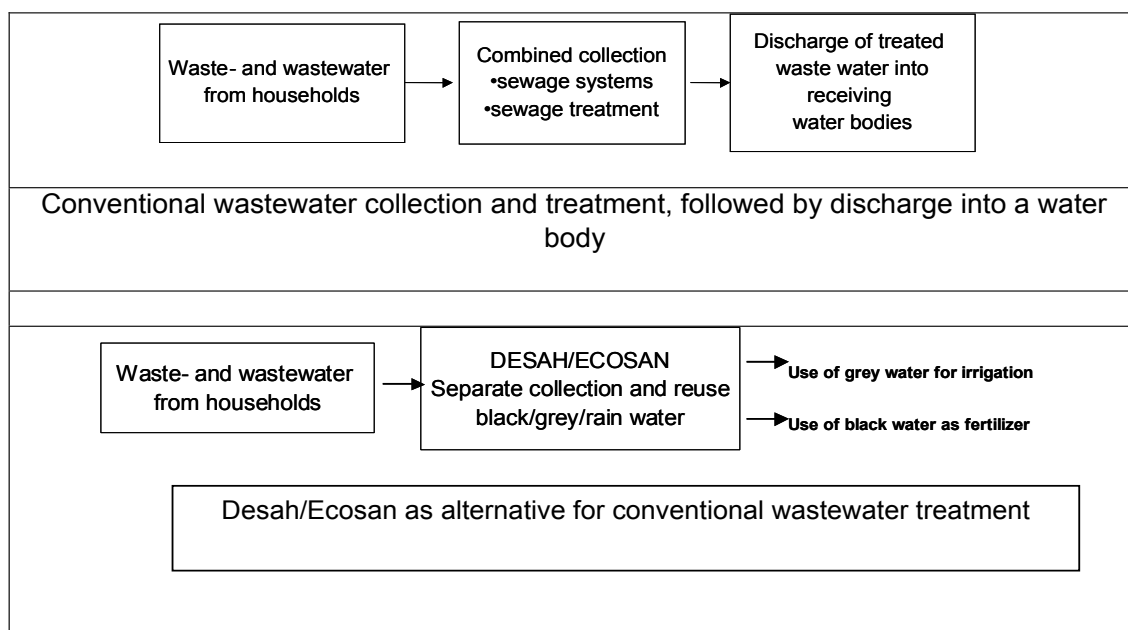 Waste- and wastewater
from households
Combined collection
•sewage systems
•sewage treatment
Discharge of treated
waste water into
receiving
water bodies
Conventional wastewater collection and treatment, followed by discharge into a water
body
Waste- and wastewater
from households
DESAH/ECOSAN
Separate collection and reuse
black/grey/rain water
Use of grey water for irrigation
Use of black water as fertilizer
Desah/Ecosan as alternative for conventional wastewater treatment